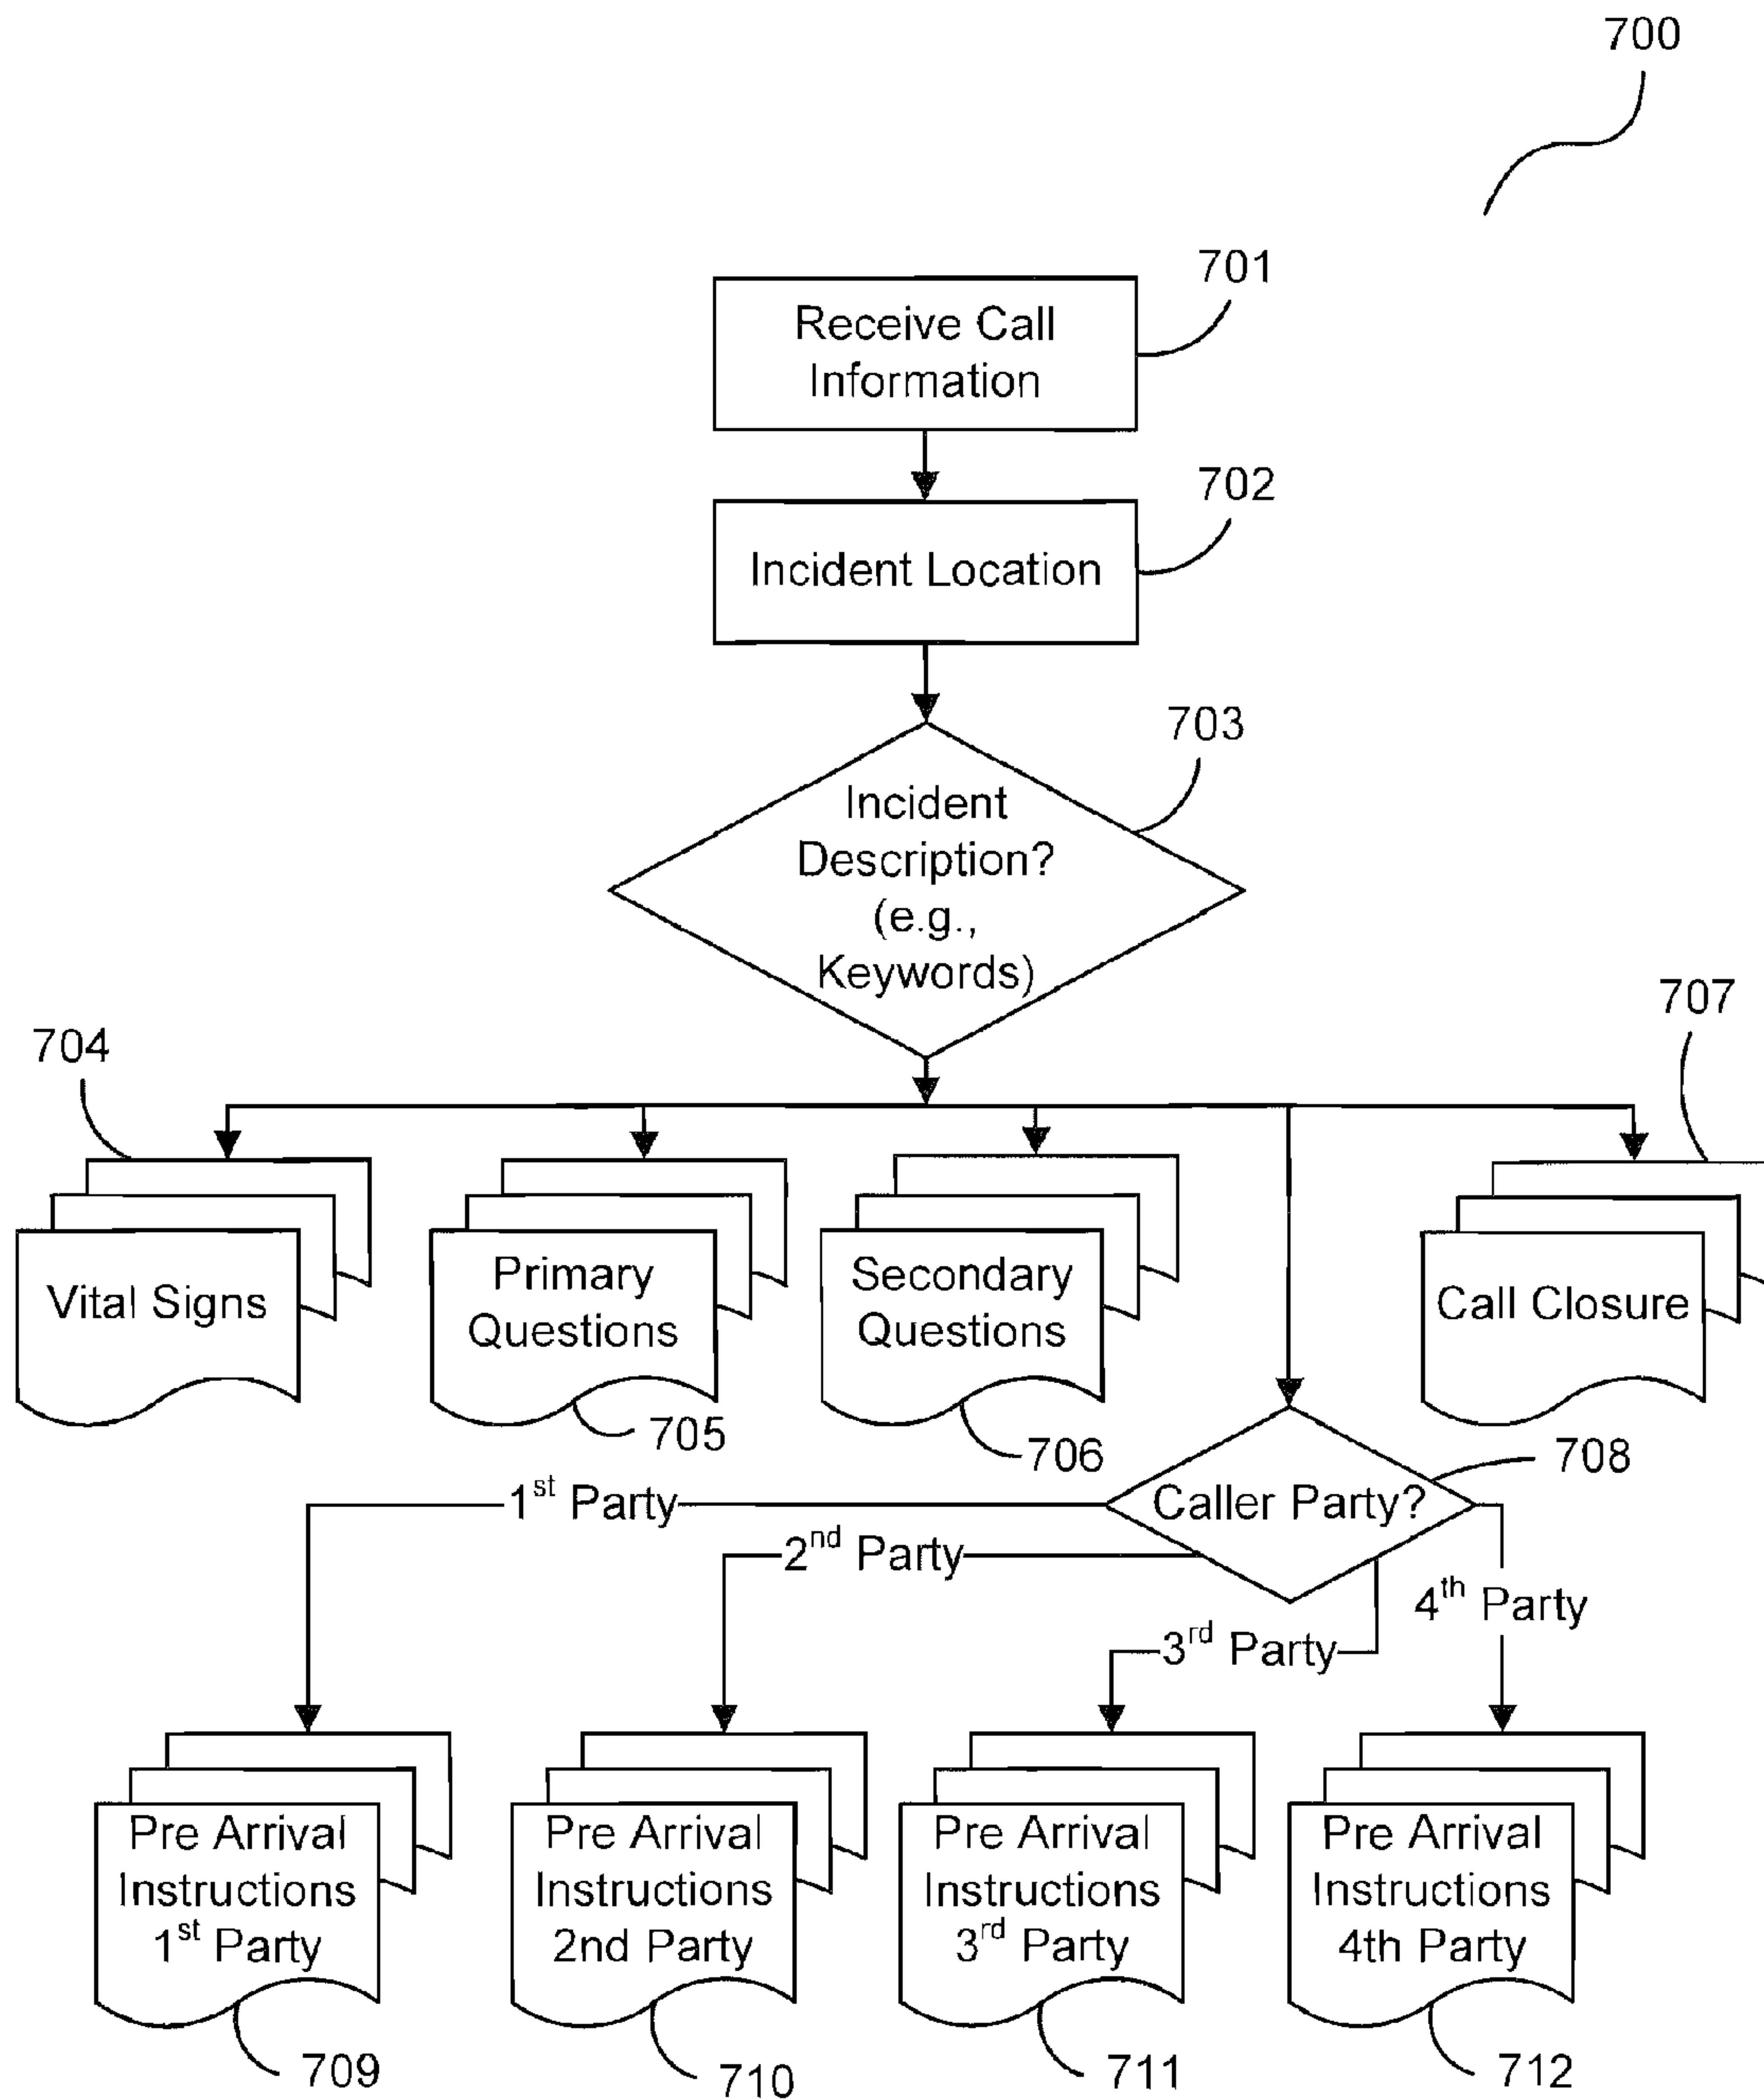 700
701
Receive Call
Information
702
Incident Location
703
Incident
Description?
(e.g.,
Keywords)
707
704
Vital Signs
Primary
Questions
Secondary
Questions
Call Closure
705
706
708
Caller Party?
1st Party
2nd Party
3rd Party
4th Party
Pre Arrival
Instructions
1st Party
Pre Arrival
Instructions
2nd Party
Pre Arrival
Instructions
3rd Party
Pre Arrival
Instructions
4th Party
709
710
711
712